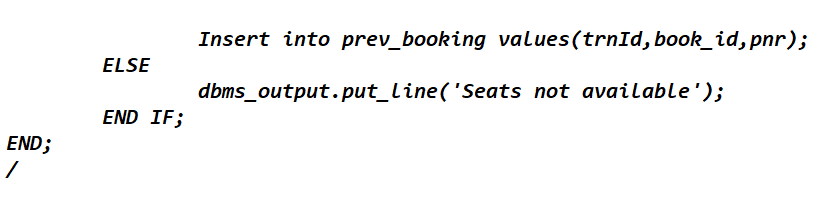 Insert into prev_booking values(trnId,book_id,pnr);
ELSE
dbms_output.put_line('Seats not available');
END IF;
END;
/